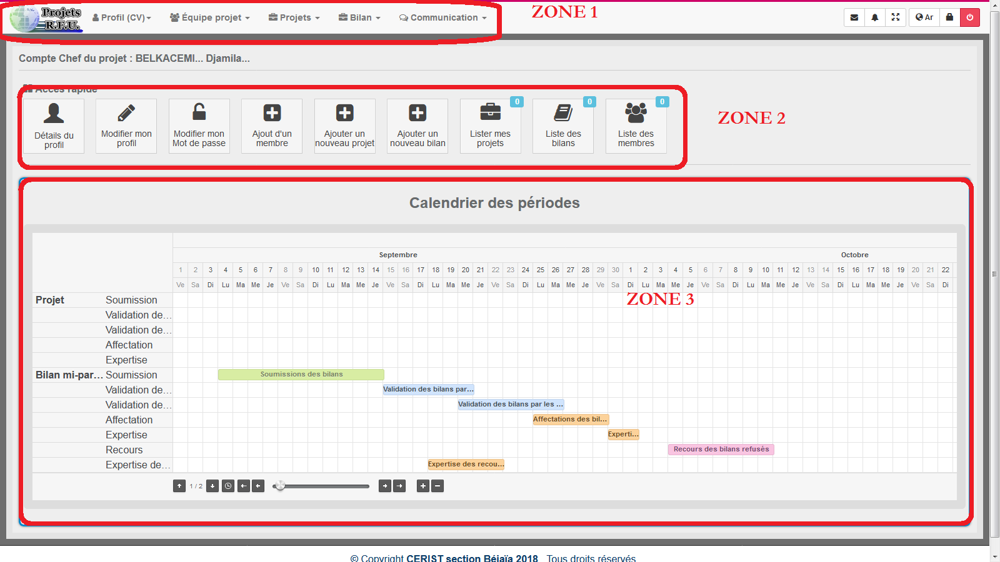 Projets
R.F.U.
Profil (CV)
Équipe projet
Projets
Bilan
Communication
ZONE 1
Ar
Compte Chef du projet : BELKACEMI... Djamila...
Accès rapide
Détails du
profil
Modifier mon
profil
Modifier mon
Mot de passe
Ajout d'un
membre
Ajouter un
nouveau projet
Ajouter un
nouveau bilan
0
Lister mes
projets
0
Liste des
bilans
0
Liste des
membres
ZONE 2
Calendrier des périodes
Septembre Octobre
1 2 3 4 5 6 7 8 9 10 11 12 13 14 15 16 17 18 19 20 21 22 23 24 25 26 27 28 29 30 1 2 3 4 5 6 7 8 9 10 11 12 13 14 15 16 17 18 19 20 21 22
Ve Sa Di Lu Ma Me Je Ve Sa Di Lu Ma Me Je Ve Sa Di Lu Ma Me Je Ve Sa Di Lu Ma Me Je Ve Sa Di Lu Ma Me Je Ve Sa Di Lu Ma Me Je Ve Sa Di Lu Ma Me Je Ve Sa Di
ZONE 3
Projet Soumission
Validation de...
Validation de...
Affectation
Expertise
Bilan mi-par... Soumission Soumissions des bilans
Validation de... Validation des bilans par...
Validation de... Validation des bilans par les ...
Affectation Affectations des bil...
Expertise Experti...
Recours Recours des bilans refusés
Expertise de... Expertise des recou...
1 / 2
© Copyright CERIST section Béjaïa 2018 Tous droits réservés